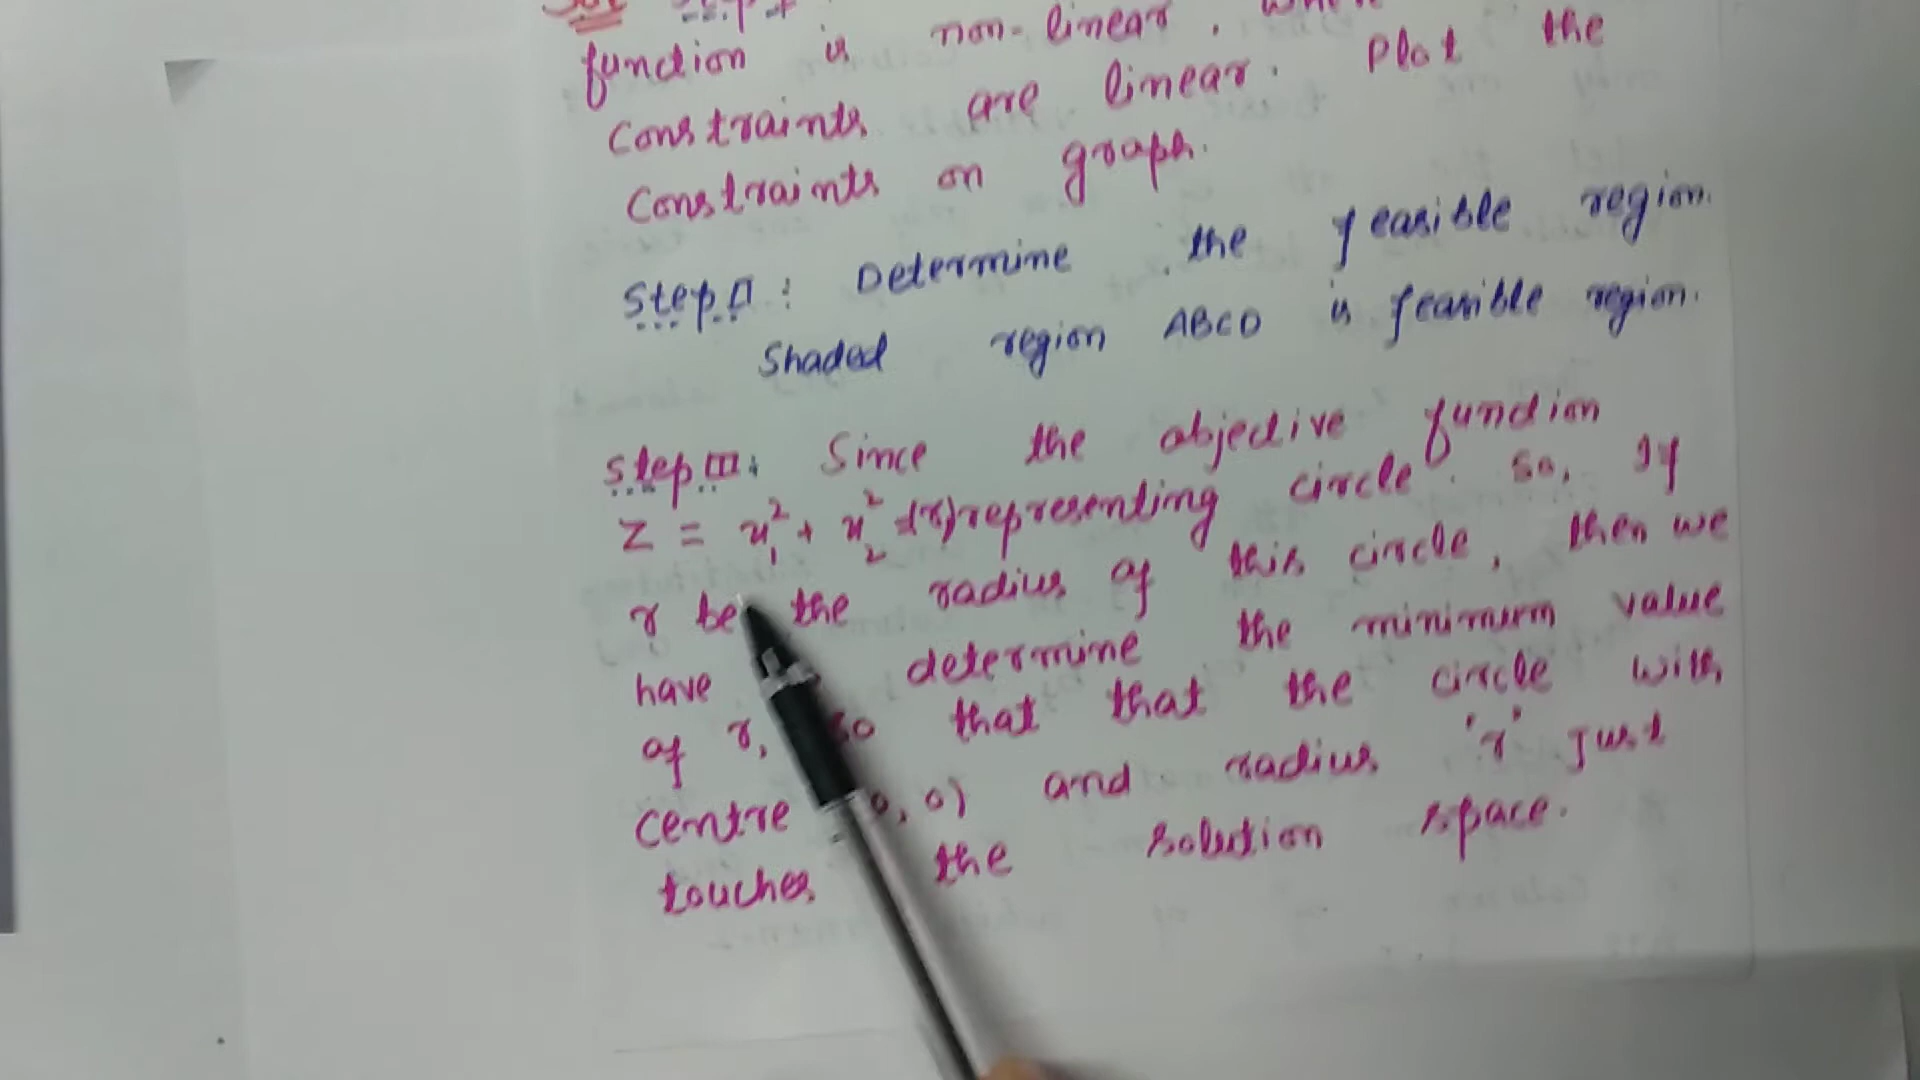 Sol Step I
function is non-linear, 
constraints are linear. Plot the
constraints on graph.
Step II: Determine the feasible region.
Shaded region ABCD is feasible region.
Step III: Since the objective function
Z = x₁² + x₂² =(r) representing circle. So, If
r be the radius of this circle, then we
have determine the minimum value
of r, so that that the circle with
centre 0, 0) and radius 'r' just
touches the solution space.